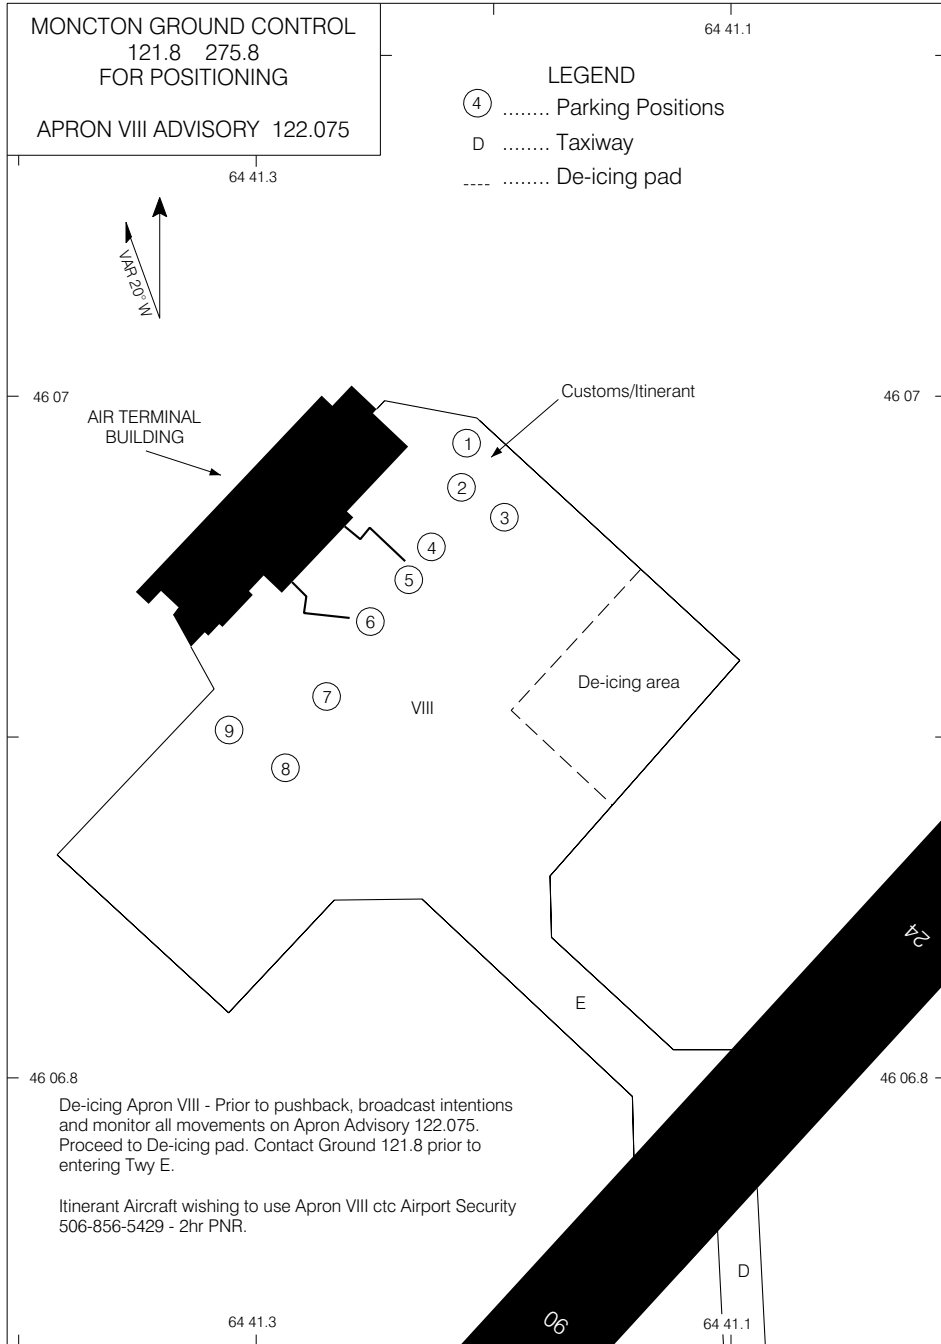 MONCTON GROUND CONTROL
121.8 275.8
FOR POSITIONING
APRON VIII ADVISORY 122.075
64 41.1
LEGEND
4 ........ Parking Positions
D ........ Taxiway
---- ........ De-icing pad
64 41.3
VAR 20° W
46 07
46 07
Customs/Itinerant
AIR TERMINAL
BUILDING
1
2
3
4
5
6
7
VIII
De-icing area
9
8
24
E
46 06.8
46 06.8
De-icing Apron VIII - Prior to pushback, broadcast intentions
and monitor all movements on Apron Advisory 122.075.
Proceed to De-icing pad. Contact Ground 121.8 prior to
entering Twy E.
Itinerant Aircraft wishing to use Apron VIII ctc Airport Security
506-856-5429 - 2hr PNR.
D
06
64 41.3
64 41.1